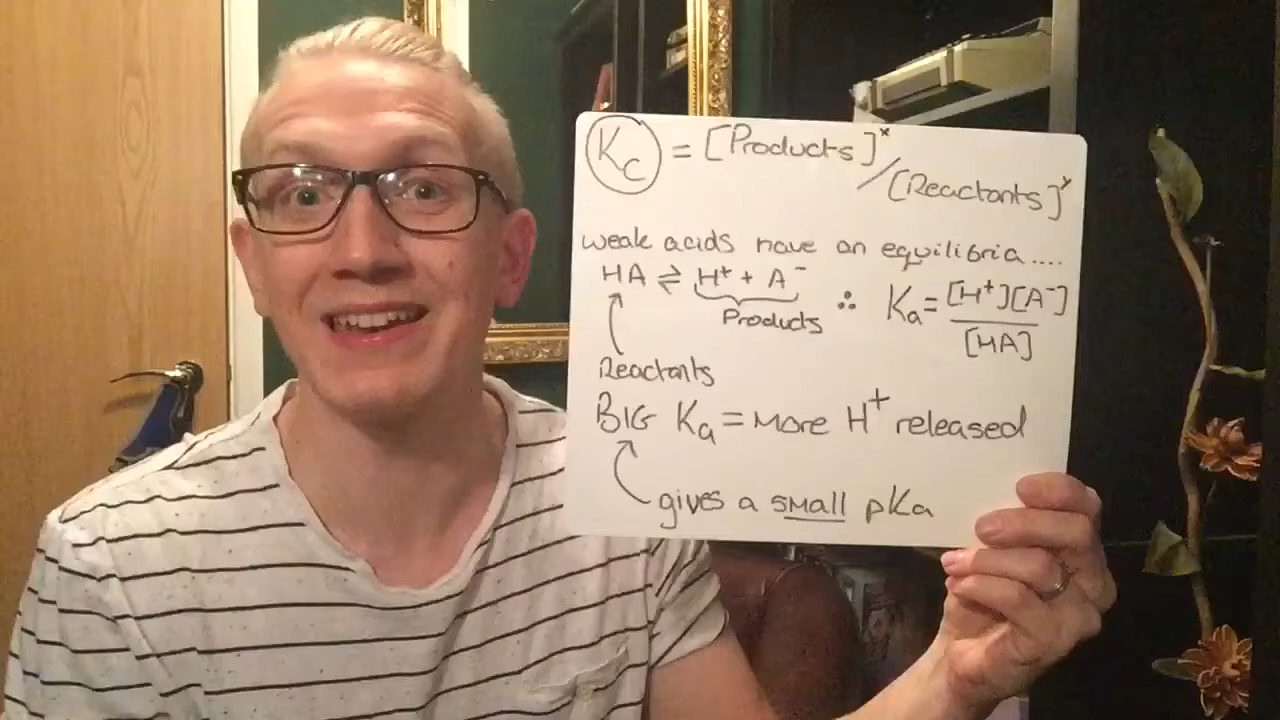 Kc = [Products]ˣ
/[Reactants]ʸ
weak acids have an equilibria....
HA ⇌ H⁺ + A⁻ ∴ Ka = [H⁺][A⁻]
Products
[HA]
Reactants
BIG Ka = More H⁺ released
gives a small pKa